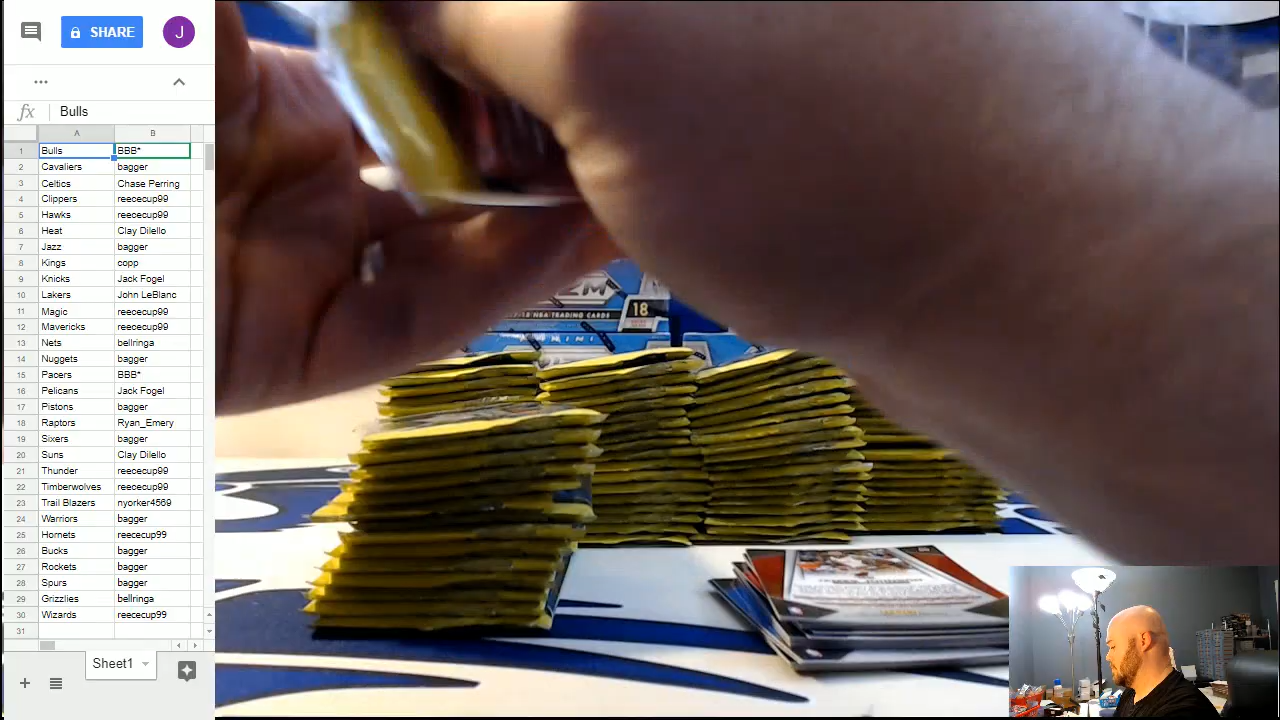 SHARE
J
...
fx Bulls
A B
1 Bulls BBB*
2 Cavaliers bagger
3 Celtics Chase Perring
4 Clippers reececup99
5 Hawks reececup99
6 Heat Clay Dilello
7 Jazz bagger
8 Kings copp
9 Knicks Jack Fogel
10 Lakers John LeBlanc
11 Magic reececup99
12 Mavericks reececup99
13 Nets bellringa
14 Nuggets bagger
15 Pacers BBB*
16 Pelicans Jack Fogel
17 Pistons bagger
18 Raptors Ryan_Emery
19 Sixers bagger
20 Suns Clay Dilello
21 Thunder reececup99
22 Timberwolves reececup99
23 Trail Blazers nyorker4569
24 Warriors bagger
25 Hornets reececup99
26 Bucks bagger
27 Rockets bagger
28 Spurs bagger
29 Grizzlies bellringa
30 Wizards reececup99
31
Sheet1
NBA TRADING CARDS
18